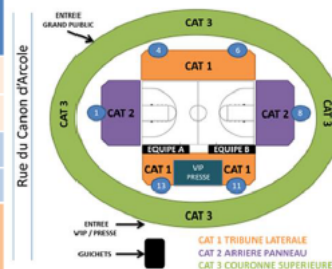 ENTREE
GRAND PUIBLIC
CAT 3
4
6
CAT 1
Rue du Canon d'Arcole
CAT 3
1
CAT 2
CAT 2
8
CAT 3
EQUIPE A
EQUIPE B
CAT 1
VIP
PRESSE
CAT 1
13
11
CAT 3
ENTREE
VIP / PRESSE
GUICHETS
CAT 1 TRIBUNE LATERALE
CAT 2 ARRIERE PANNEAU
CAT 3 COURONNE SUPERIEURE